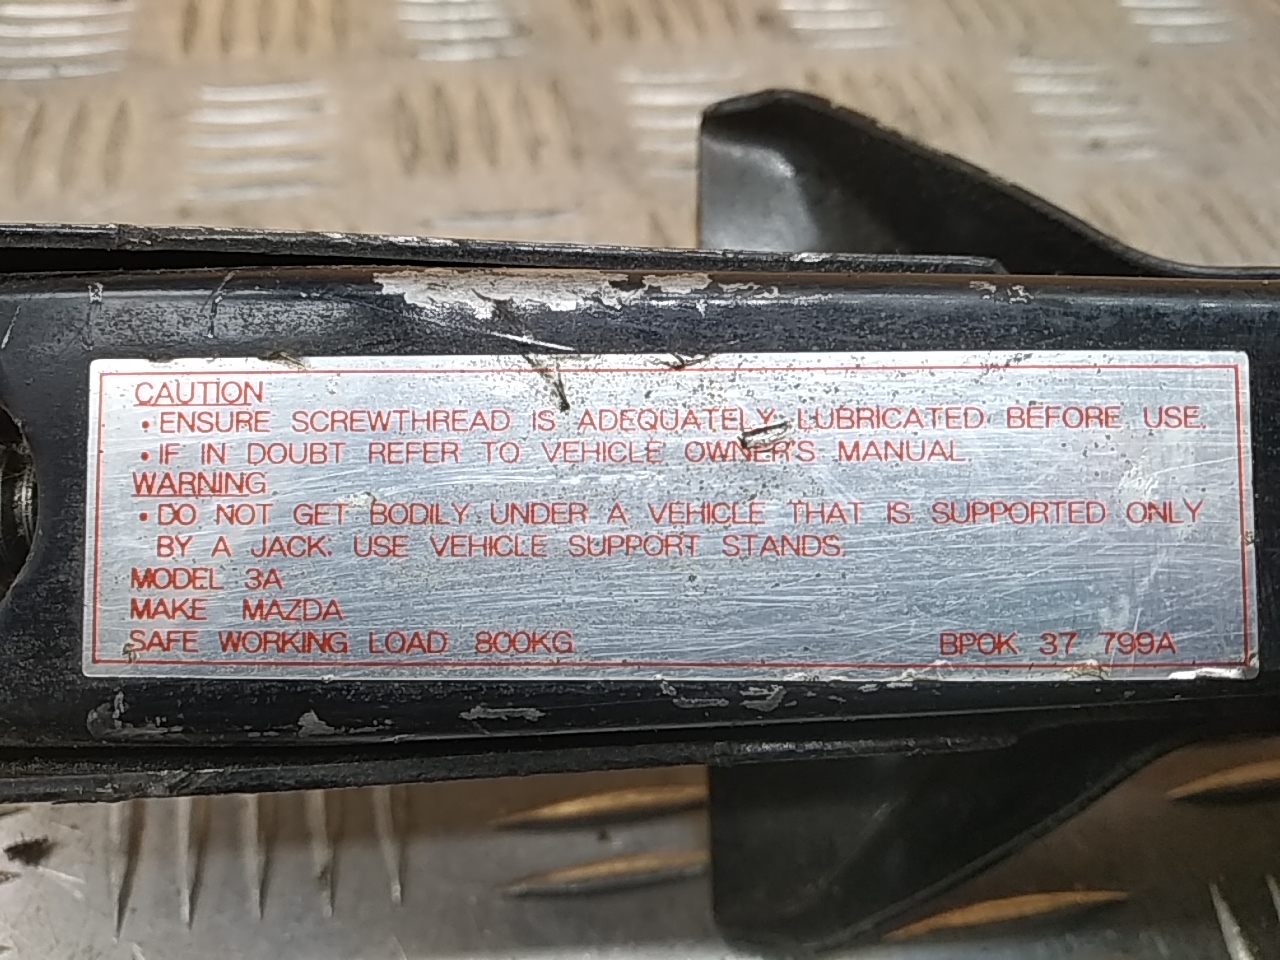 CAUTION
• ENSURE SCREWTHREAD IS ADEQUATELY LUBRICATED BEFORE USE.
• IF IN DOUBT REFER TO VEHICLE OWNER'S MANUAL.
WARNING
• DO NOT GET BODILY UNDER A VEHICLE THAT IS SUPPORTED ONLY
BY A JACK. USE VEHICLE SUPPORT STANDS.
MODEL 3A
MAKE MAZDA
SAFE WORKING LOAD 800KG BP0K 37 799A